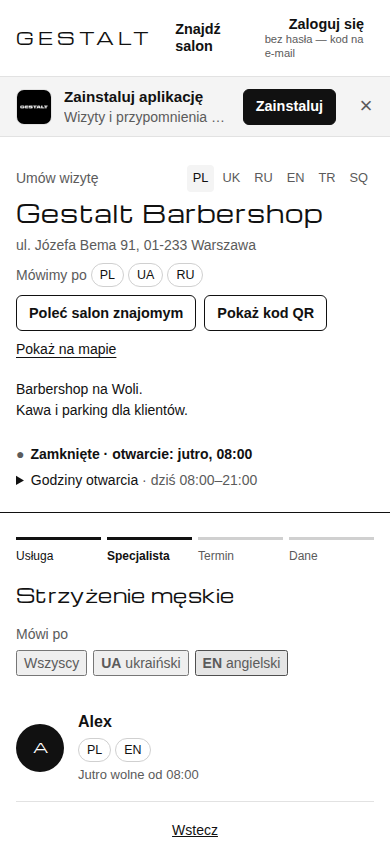 GESTALT
Znajdź salon
Zaloguj się
bez hasła — kod na e-mail
GESTALT
Zainstaluj aplikację
Wizyty i przypomnienia …
Zainstaluj
×
Umów wizytę
PL UK RU EN TR SQ
Gestalt Barbershop
ul. Józefa Bema 91, 01-233 Warszawa
Mówimy po PL UA RU
Poleć salon znajomym
Pokaż kod QR
Pokaż na mapie
Barbershop na Woli.
Kawa i parking dla klientów.
● Zamknięte · otwarcie: jutro, 08:00
▶ Godziny otwarcia · dziś 08:00–21:00
Usługa Specjalista Termin Dane
Strzyżenie męskie
Mówi po
Wszyscy UA ukraiński EN angielski
A
Alex
PL EN
Jutro wolne od 08:00
Wstecz